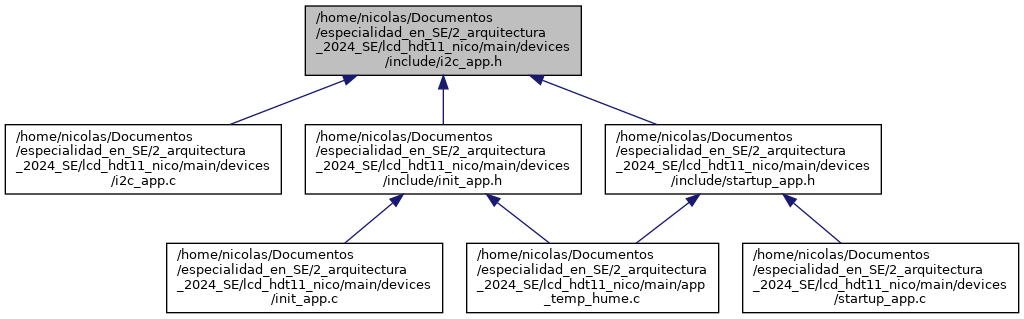 /home/nicolas/Documentos
/especialidad_en_SE/2_arquitectura
_2024_SE/lcd_hdt11_nico/main/devices
/include/i2c_app.h
/home/nicolas/Documentos
/especialidad_en_SE/2_arquitectura
_2024_SE/lcd_hdt11_nico/main/devices
/i2c_app.c
/home/nicolas/Documentos
/especialidad_en_SE/2_arquitectura
_2024_SE/lcd_hdt11_nico/main/devices
/include/init_app.h
/home/nicolas/Documentos
/especialidad_en_SE/2_arquitectura
_2024_SE/lcd_hdt11_nico/main/devices
/include/startup_app.h
/home/nicolas/Documentos
/especialidad_en_SE/2_arquitectura
_2024_SE/lcd_hdt11_nico/main/devices
/init_app.c
/home/nicolas/Documentos
/especialidad_en_SE/2_arquitectura
_2024_SE/lcd_hdt11_nico/main/app
_temp_hume.c
/home/nicolas/Documentos
/especialidad_en_SE/2_arquitectura
_2024_SE/lcd_hdt11_nico/main/devices
/startup_app.c